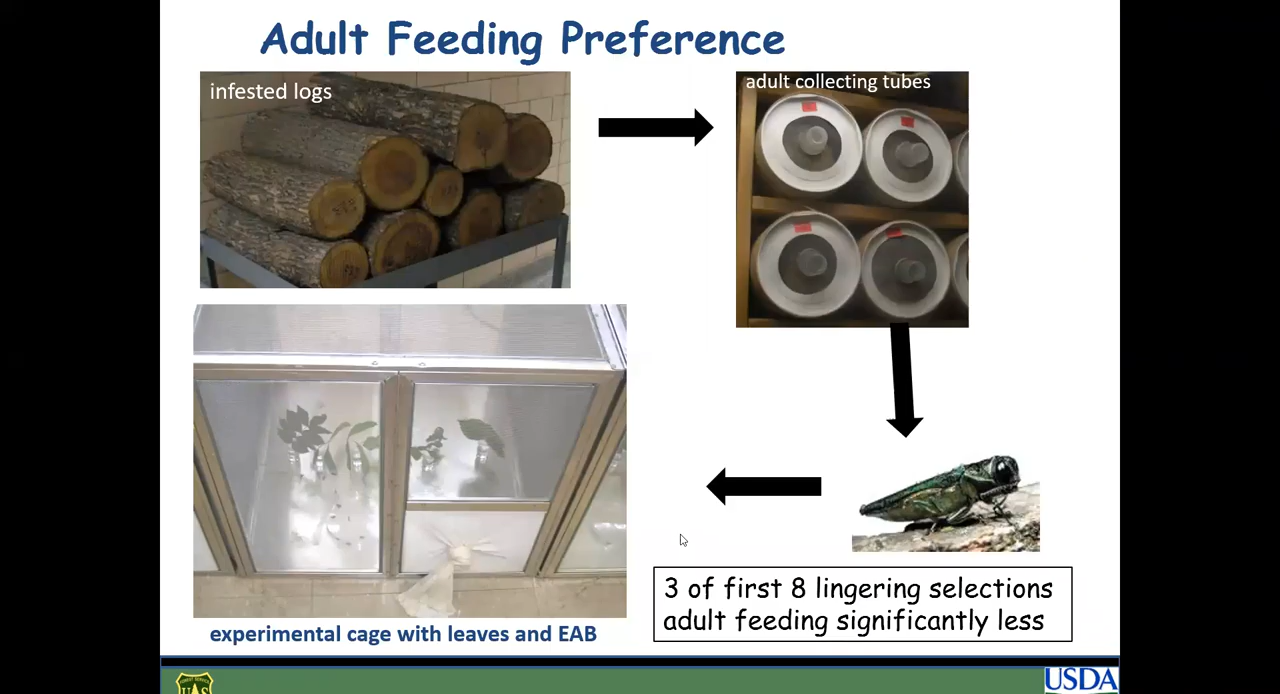 Adult Feeding Preference
infested logs
adult collecting tubes
3 of first 8 lingering selections
adult feeding significantly less
experimental cage with leaves and EAB
UAS
USDA